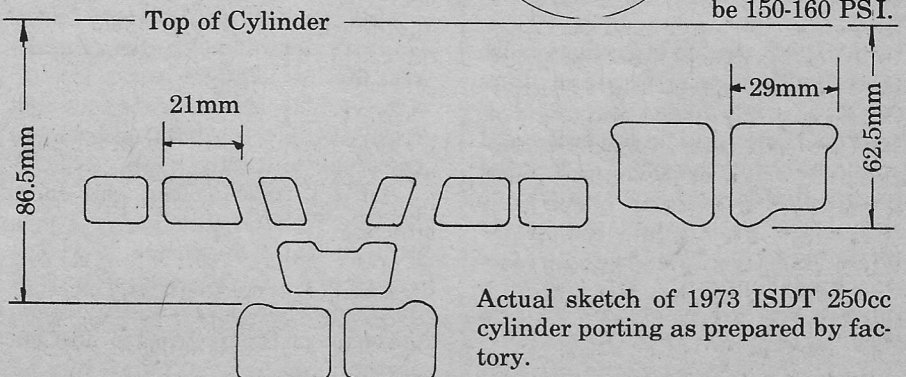 be 150-160 PSI.
Top of Cylinder
21mm
29mm
86.5mm
62.5mm
Actual sketch of 1973 ISDT 250cc
cylinder porting as prepared by fac-
tory.